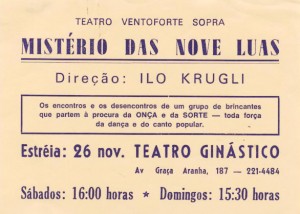 TEATRO VENTOFORTE SOPRA
MISTÉRIO DAS NOVE LUAS
Direção: ILO KRUGLI
Os encontros e os desencontros de um grupo de brincantes
que partem à procura da ONÇA e da SORTE — toda força
da dança e do canto popular.
Estréia: 26 nov. TEATRO GINÁSTICO
Av Graça Aranha, 187 — 221-4484
Sábados: 16:00 horas ★ Domingos: 15:30 horas